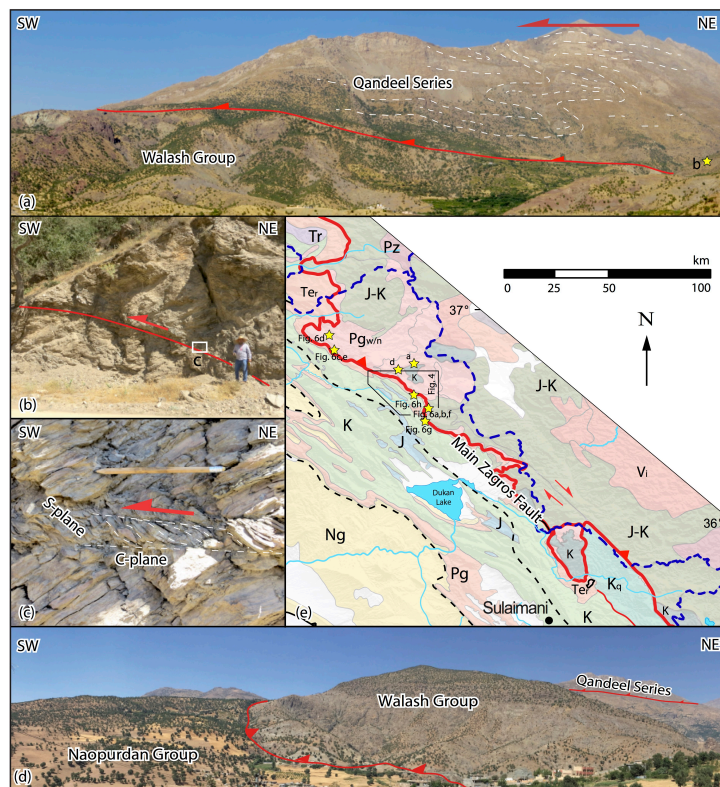 SW
NE
Qandeel Series
Walash Group
b
(a)
SW
NE
C
(b)
SW
NE
S-plane
C-plane
(c)
km
0
50
100
N
Tr
Pz
Ter
J-K
37°
Pgw/n
Fig. 6d
Fig. 6c,e
d
a
K
Fig. 4
Fig. 6h
Fig. 6a,b,f
Fig. 6g
J-K
K
J
Main Zagros Fault
Vi
Dukan
Lake
Ng
J
J-K
36°
K
Pg
Ter
Kq
K
K
Sulaimani
(e)
SW
NE
Qandeel Series
Walash Group
Naopurdan Group
(d)